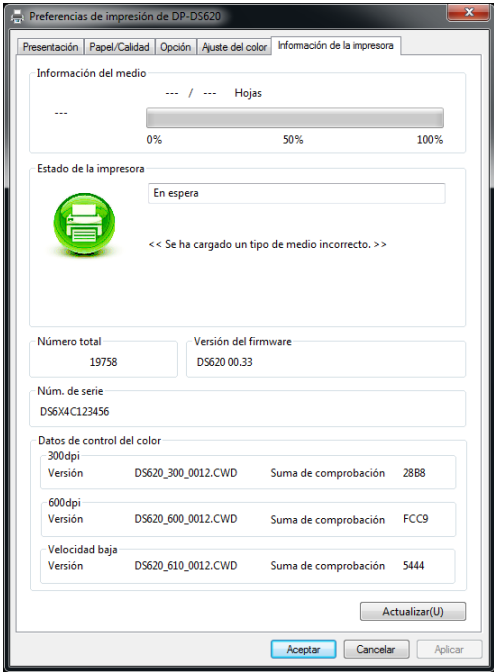 Preferencias de impresión de DP-DS620
Presentación Papel/Calidad Opción Ajuste del color Información de la impresora
Información del medio
--- / --- Hojas
---
0% 50% 100%
Estado de la impresora
En espera
<< Se ha cargado un tipo de medio incorrecto. >>
Número total Versión del firmware
19758 DS620 00.33
Núm. de serie
DS6X4C123456
Datos de control del color
300dpi
Versión DS620_300_0012.CWD Suma de comprobación 28B8
600dpi
Versión DS620_600_0012.CWD Suma de comprobación FCC9
Velocidad baja
Versión DS620_610_0012.CWD Suma de comprobación 5444
Actualizar(U)
Aceptar Cancelar Aplicar